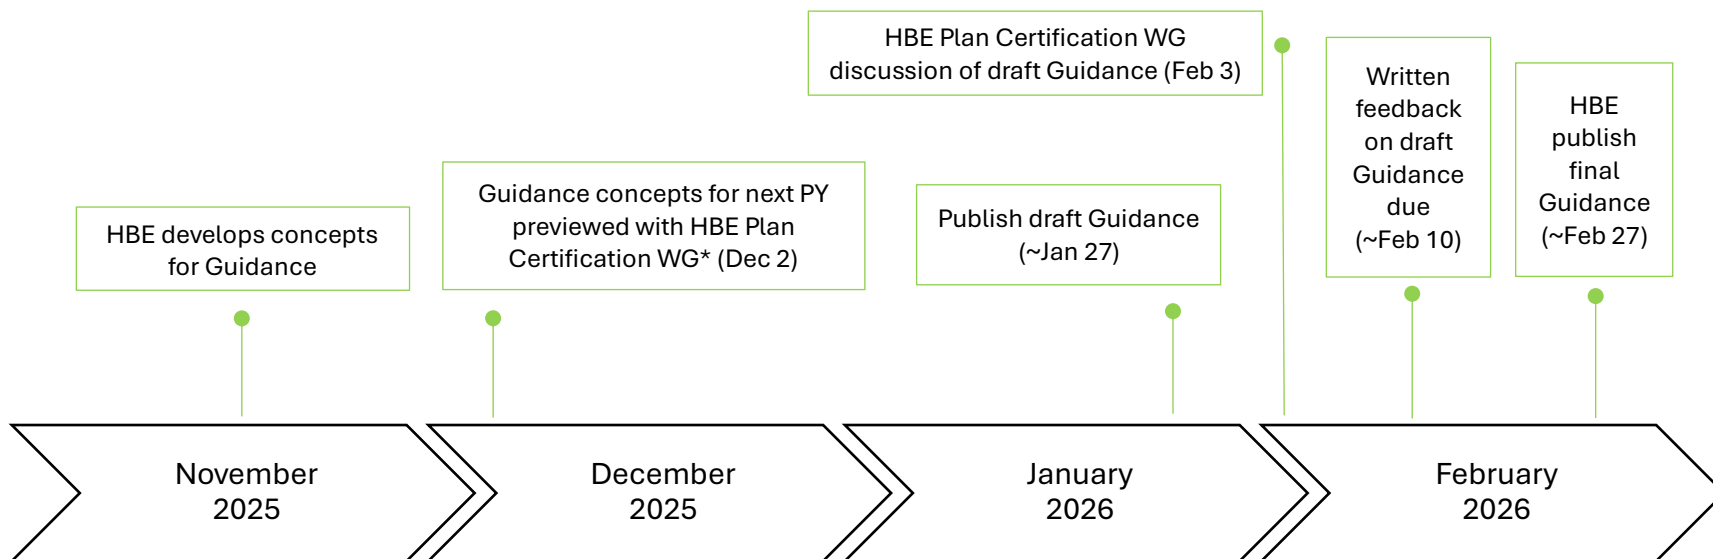 HBE develops concepts
for Guidance
Guidance concepts for next PY
previewed with HBE Plan
Certification WG* (Dec 2)
Publish draft Guidance
(~Jan 27)
HBE Plan Certification WG
discussion of draft Guidance (Feb 3)
Written
feedback
on draft
Guidance
due
(~Feb 10)
HBE
publish
final
Guidance
(~Feb 27)
November
2025
December
2025
January
2026
February
2026